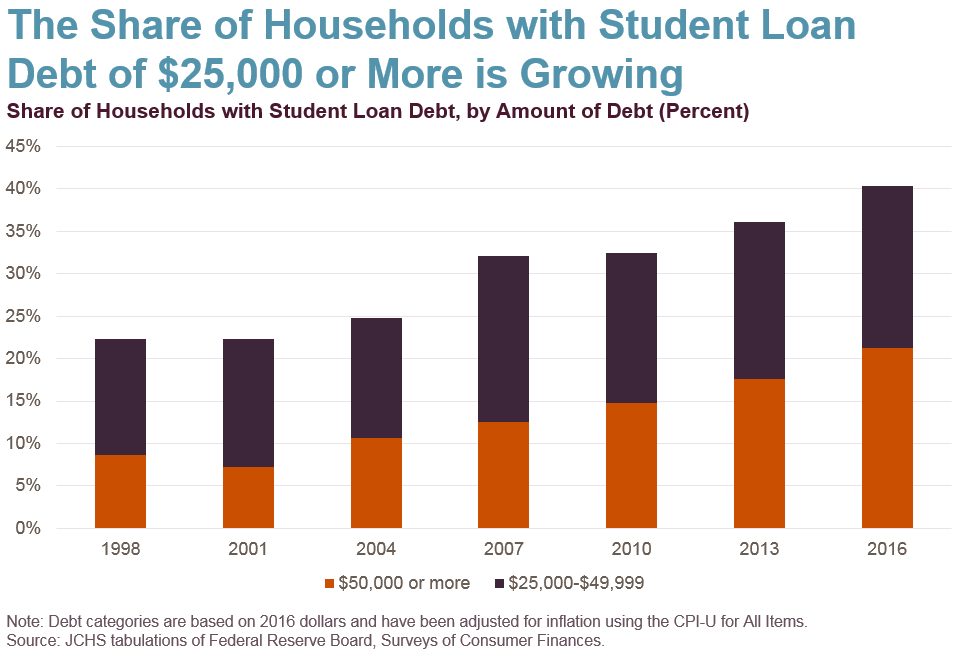 The Share of Households with Student Loan
Debt of $25,000 or More is Growing
Share of Households with Student Loan Debt, by Amount of Debt (Percent)
45%
40%
35%
30%
25%
20%
15%
10%
5%
0%
1998 2001 2004 2007 2010 2013 2016
$50,000 or more $25,000-$49,999
Note: Debt categories are based on 2016 dollars and have been adjusted for inflation using the CPI-U for All Items.
Source: JCHS tabulations of Federal Reserve Board, Surveys of Consumer Finances.